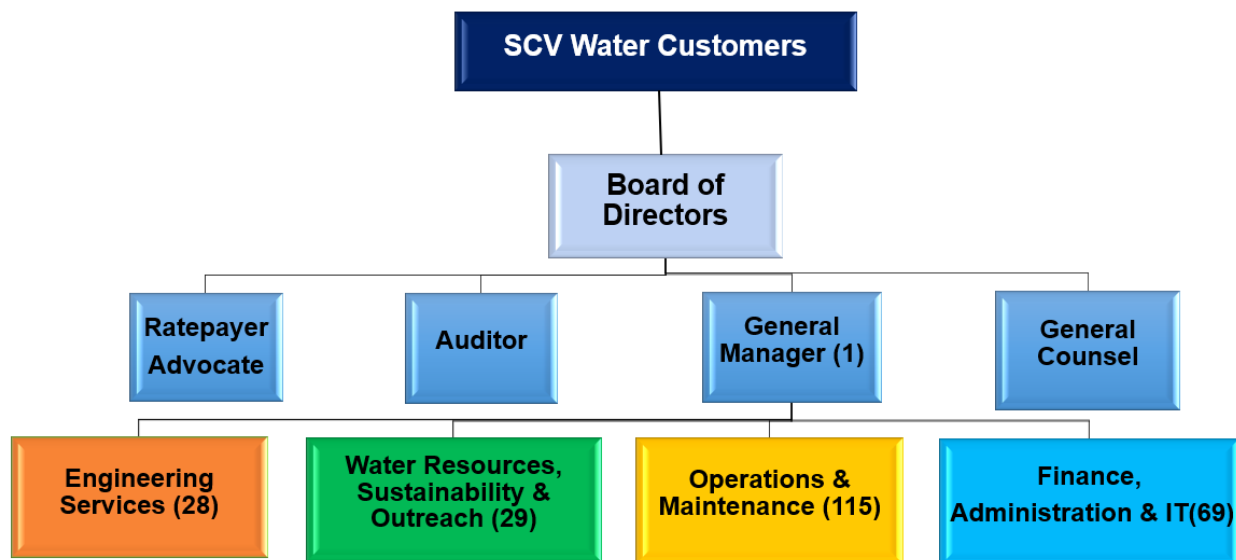 SCV Water Customers
Board of
Directors
Ratepayer
Advocate
Auditor
General
Manager (1)
General
Counsel
Engineering
Services (28)
Water Resources,
Sustainability &
Outreach (29)
Operations &
Maintenance (115)
Finance,
Administration & IT(69)